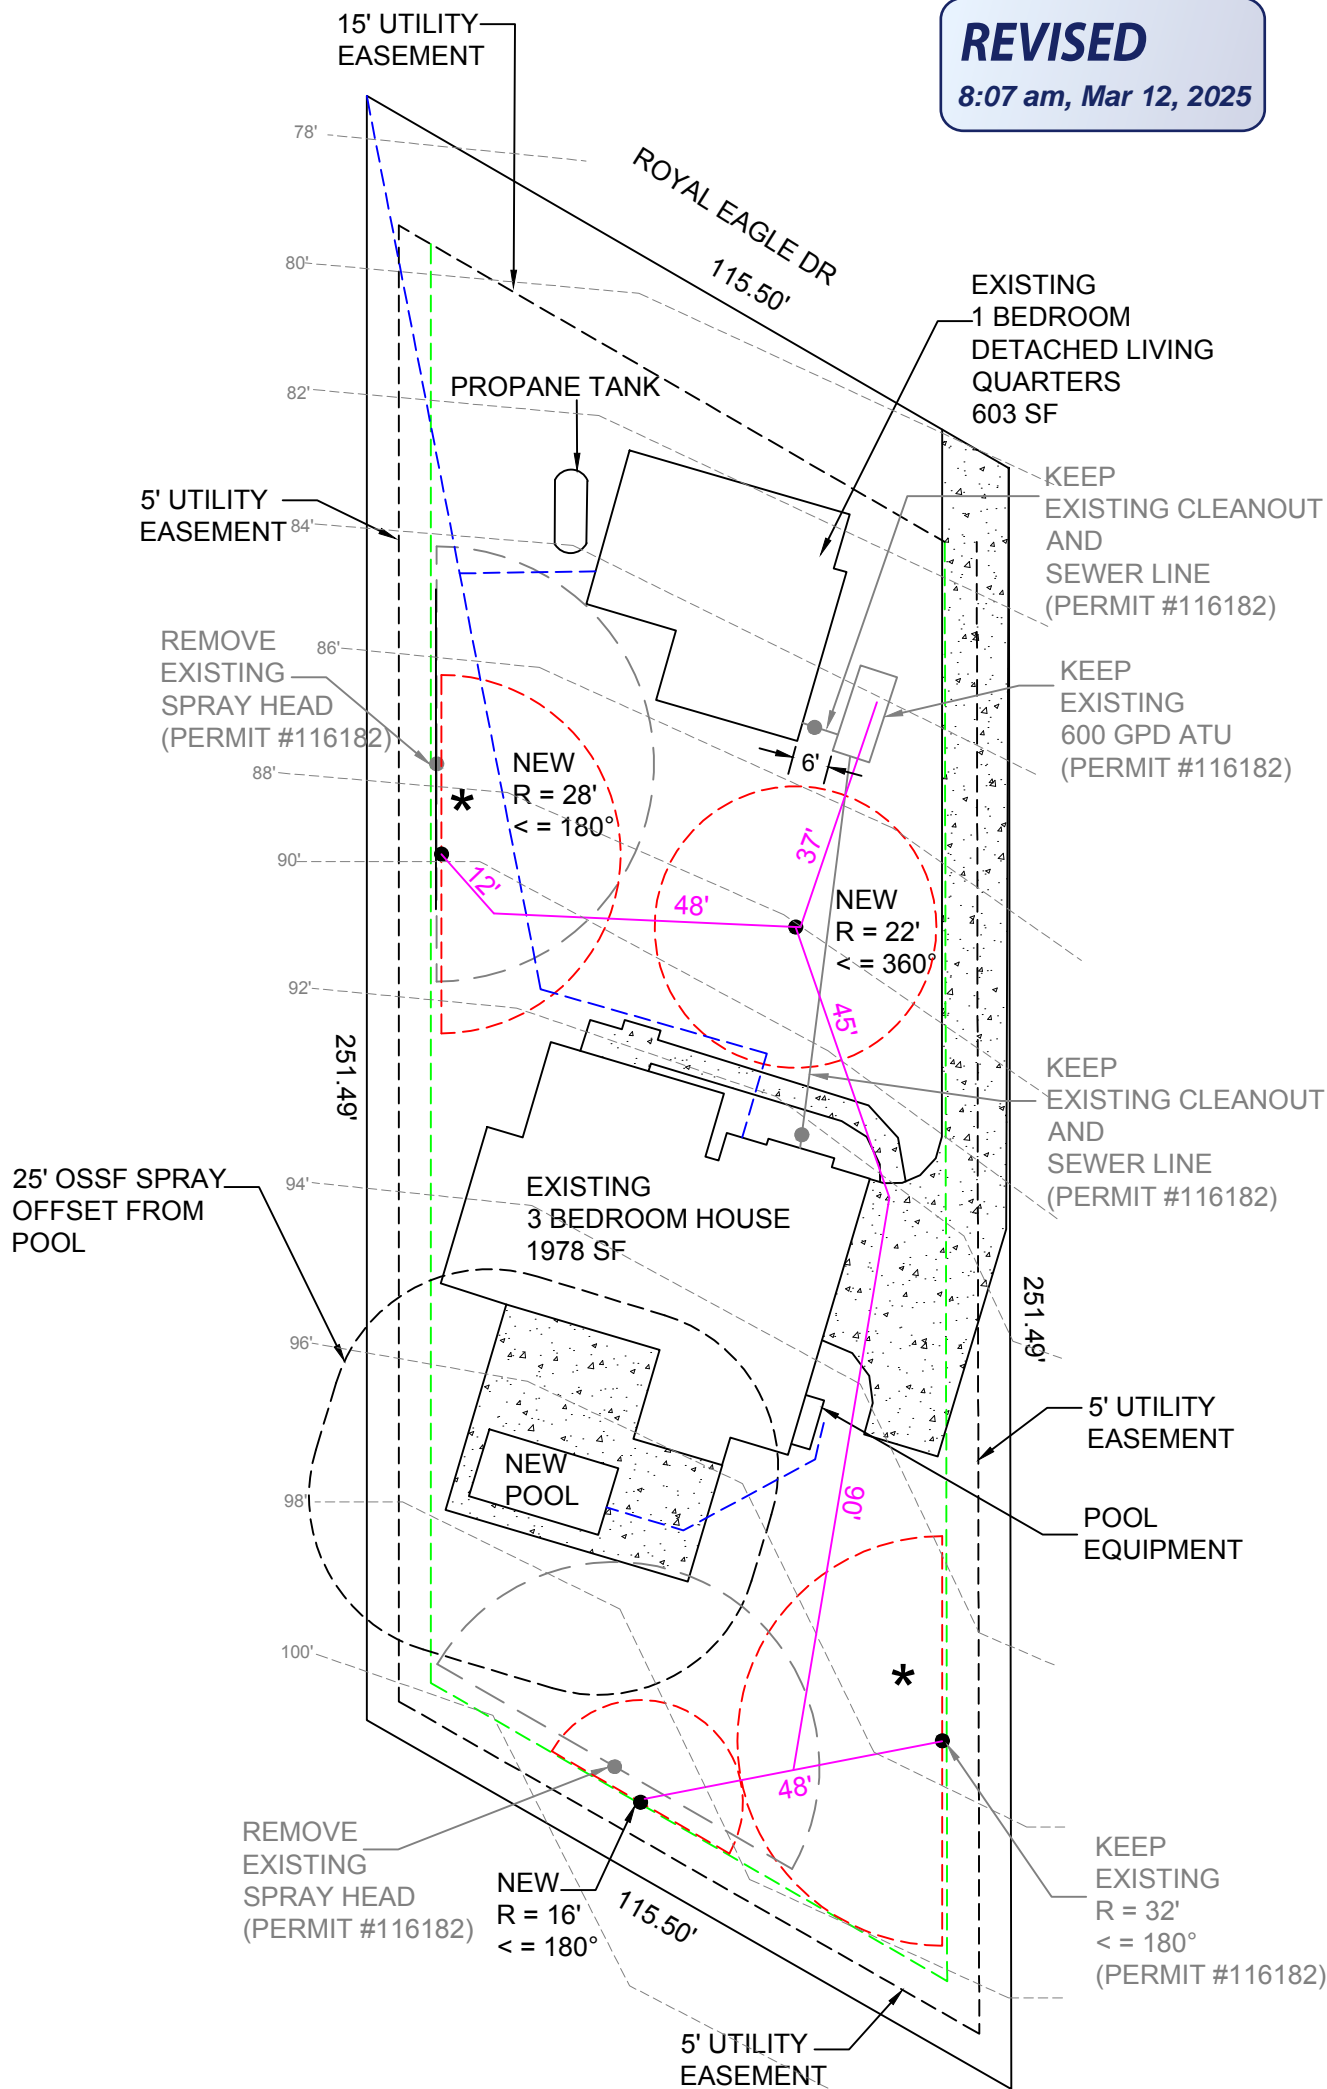 15' UTILITY
EASEMENT
REVISED
8:07 am, Mar 12, 2025
78'
ROYAL EAGLE DR
115.50'
80'
EXISTING
1 BEDROOM
DETACHED LIVING
QUARTERS
603 SF
82'
PROPANE TANK
5' UTILITY
EASEMENT
84'
KEEP
EXISTING CLEANOUT
AND
SEWER LINE
(PERMIT #116182)
REMOVE
EXISTING
SPRAY HEAD
(PERMIT #116182)
86'
KEEP
EXISTING
600 GPD ATU
(PERMIT #116182)
88'
*
NEW
R = 28'
< = 180°
6'
37'
90'
12'
48'
NEW
R = 22'
< = 360°
92'
45'
251.49'
KEEP
EXISTING CLEANOUT
AND
SEWER LINE
(PERMIT #116182)
25' OSSF SPRAY
OFFSET FROM
POOL
94'
EXISTING
3 BEDROOM HOUSE
1978 SF
251.49'
96'
5' UTILITY
EASEMENT
NEW
POOL
98'
90'
POOL
EQUIPMENT
100'
*
48'
REMOVE
EXISTING
SPRAY HEAD
(PERMIT #116182)
NEW
R = 16'
< = 180°
115.50'
KEEP
EXISTING
R = 32'
< = 180°
(PERMIT #116182)
5' UTILITY
EASEMENT